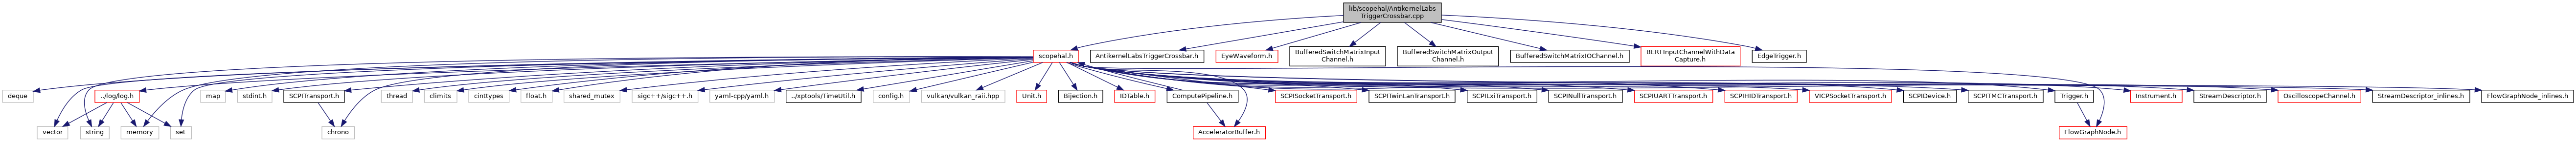 lib/scopehal/AntikernelLabs
TriggerCrossbar.cpp
scopehal.h
AntikernelLabsTriggerCrossbar.h
EyeWaveform.h
BufferedSwitchMatrixInput
Channel.h
BufferedSwitchMatrixOutput
Channel.h
BufferedSwitchMatrixIOChannel.h
BERTInputChannelWithData
Capture.h
EdgeTrigger.h
deque
../log/log.h
map
stdint.h
SCPITransport.h
thread
climits
cinttypes
float.h
shared_mutex
sigc++/sigc++.h
yaml-cpp/yaml.h
../xptools/TimeUtil.h
config.h
vulkan/vulkan_raii.hpp
Unit.h
Bijection.h
IDTable.h
ComputePipeline.h
SCPISocketTransport.h
SCPITwinLanTransport.h
SCPILxiTransport.h
SCPINullTransport.h
SCPIUARTTransport.h
SCPIHIDTransport.h
VICPSocketTransport.h
SCPIDevice.h
SCPITMCTransport.h
Trigger.h
Instrument.h
StreamDescriptor.h
OscilloscopeChannel.h
StreamDescriptor_inlines.h
FlowGraphNode_inlines.h
vector
string
memory
set
chrono
AcceleratorBuffer.h
FlowGraphNode.h